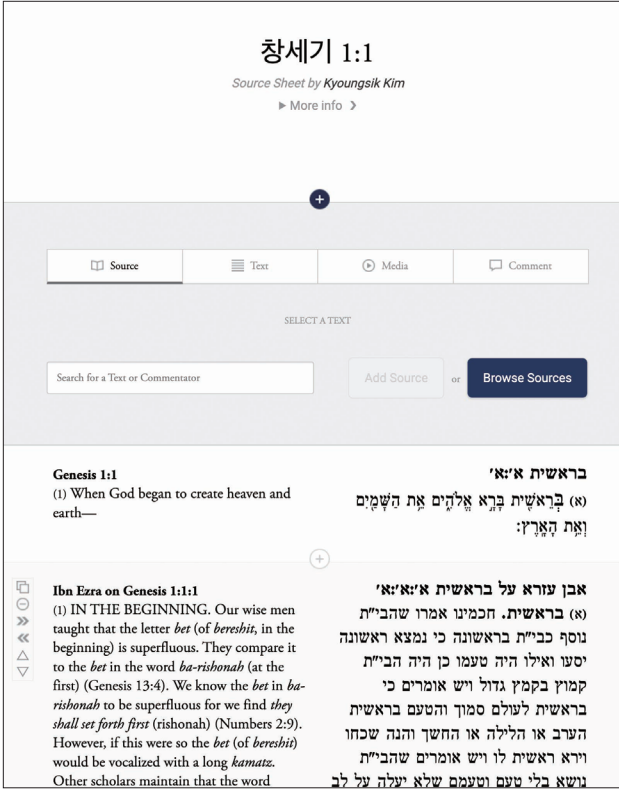 창세기 1:1
Source Sheet by Kyoungsik Kim
▶ More info ❯
+
Source
Text
Media
Comment
SELECT A TEXT
Search for a Text or Commentator
Add Source
or
Browse Sources
Genesis 1:1
(1) When God began to create heaven and
earth—
בראשית א׳:א׳
(א) בְּרֵאשִׁ֖ית בָּרָ֣א אֱלֹהִ֑ים אֵ֥ת הַשָּׁמַ֖יִם
וְאֵ֥ת הָאָֽרֶץ׃
+
Ibn Ezra on Genesis 1:1:1
(1) IN THE BEGINNING. Our wise men
taught that the letter bet (of bereshit, in the
beginning) is superfluous. They compare it
to the bet in the word ba-rishonah (at the
first) (Genesis 13:4). We know the bet in ba-
rishonah to be superfluous for we find they
shall set forth first (rishonah) (Numbers 2:9).
However, if this were so the bet (of bereshit)
would be vocalized with a long kamatz.
Other scholars maintain that the word
אבן עזרא על בראשית א׳:א׳:א׳
(א) בראשית. חכמינו אמרו שהבי״ת
נוסף כבי״ת בראשונה כי נמצא ראשונה
יסעו ואילו היה טעמו כן היה הבי״ת
קמוץ בקמץ גדול ויש אומרים כי
בראשית לעולם סמוך והטעם בראשית
הערב או הלילה או החשך והנה שכחו
וירא ראשית לו ויש אומרים שהבי״ת
נושא בלי טעם וטעמם שלא יעלה על לב